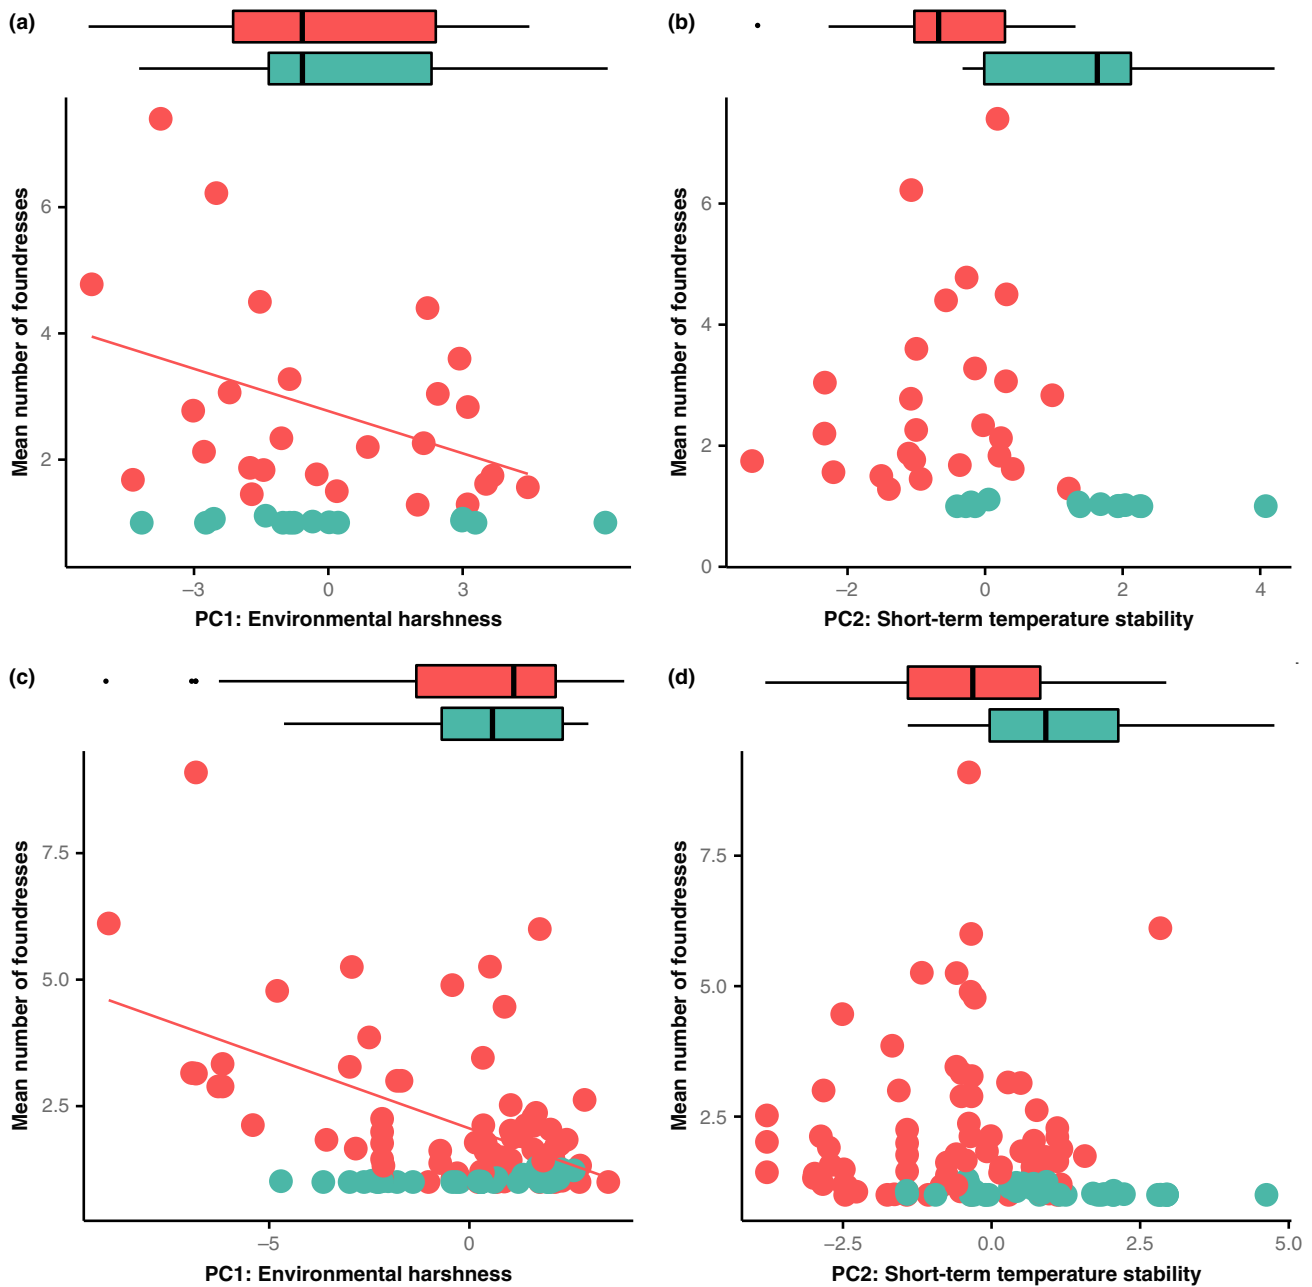 (a)
Mean number of foundresses
6
4
2
–3
0
3
PC1: Environmental harshness
(b)
Mean number of foundresses
6
4
2
0
–2
0
2
4
PC2: Short-term temperature stability
(c)
Mean number of foundresses
7.5
5.0
2.5
–5
0
PC1: Environmental harshness
(d)
Mean number of foundresses
7.5
5.0
2.5
–2.5
0.0
2.5
5.0
PC2: Short-term temperature stability